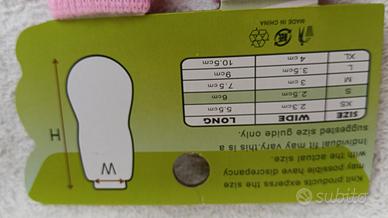 SIZE WIDE LONG
XS 2.3cm 5.5cm
S 2.5cm 6cm
M 3cm 7.5cm
L 3.5cm 9cm
XL 4cm 10.5cm
MADE IN CHINA
H
W
Knit products experss the size
may possible have discrepancy
with the actual size.
Individual fit may vary.this is a
suggested size guide only.
subito